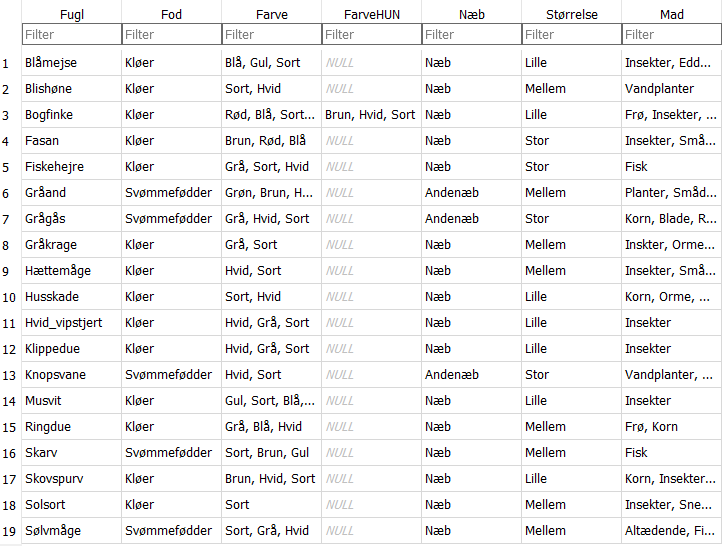 Fugl Fod Farve FarveHUN Næb Størrelse Mad
Filter Filter Filter Filter Filter Filter Filter
1 Blåmejse Kløer Blå, Gul, Sort NULL Næb Lille Insekter, Edd...
2 Blishøne Kløer Sort, Hvid NULL Næb Mellem Vandplanter
3 Bogfinke Kløer Rød, Blå, Sort... Brun, Hvid, Sort Næb Lille Frø, Insekter, ...
4 Fasan Kløer Brun, Rød, Blå NULL Næb Stor Insekter, Små...
5 Fiskehejre Kløer Grå, Sort, Hvid NULL Næb Stor Fisk
6 Gråand Svømmefødder Grøn, Brun, H... NULL Andenæb Mellem Planter, Småd...
7 Grågås Svømmefødder Grå, Hvid, Sort NULL Andenæb Stor Korn, Blade, R...
8 Gråkrage Kløer Grå, Sort NULL Næb Mellem Inskter, Orme...
9 Hættemåge Kløer Hvid, Sort NULL Næb Mellem Insekter, Små...
10 Husskade Kløer Sort, Hvid NULL Næb Lille Korn, Orme, ...
11 Hvid_vipstjert Kløer Hvid, Grå, Sort NULL Næb Lille Insekter
12 Klippedue Kløer Hvid, Grå, Sort NULL Næb Lille Insekter
13 Knopsvane Svømmefødder Hvid, Sort NULL Andenæb Stor Vandplanter, ...
14 Musvit Kløer Gul, Sort, Blå,... NULL Næb Lille Insekter
15 Ringdue Kløer Grå, Blå, Hvid NULL Næb Mellem Frø, Korn
16 Skarv Svømmefødder Sort, Brun, Gul NULL Næb Mellem Fisk
17 Skovspurv Kløer Brun, Hvid, Sort NULL Næb Lille Korn, Insekter...
18 Solsort Kløer Sort NULL Næb Mellem Insekter, Sne...
19 Sølvmåge Svømmefødder Sort, Grå, Hvid NULL Næb Mellem Altædende, Fi...